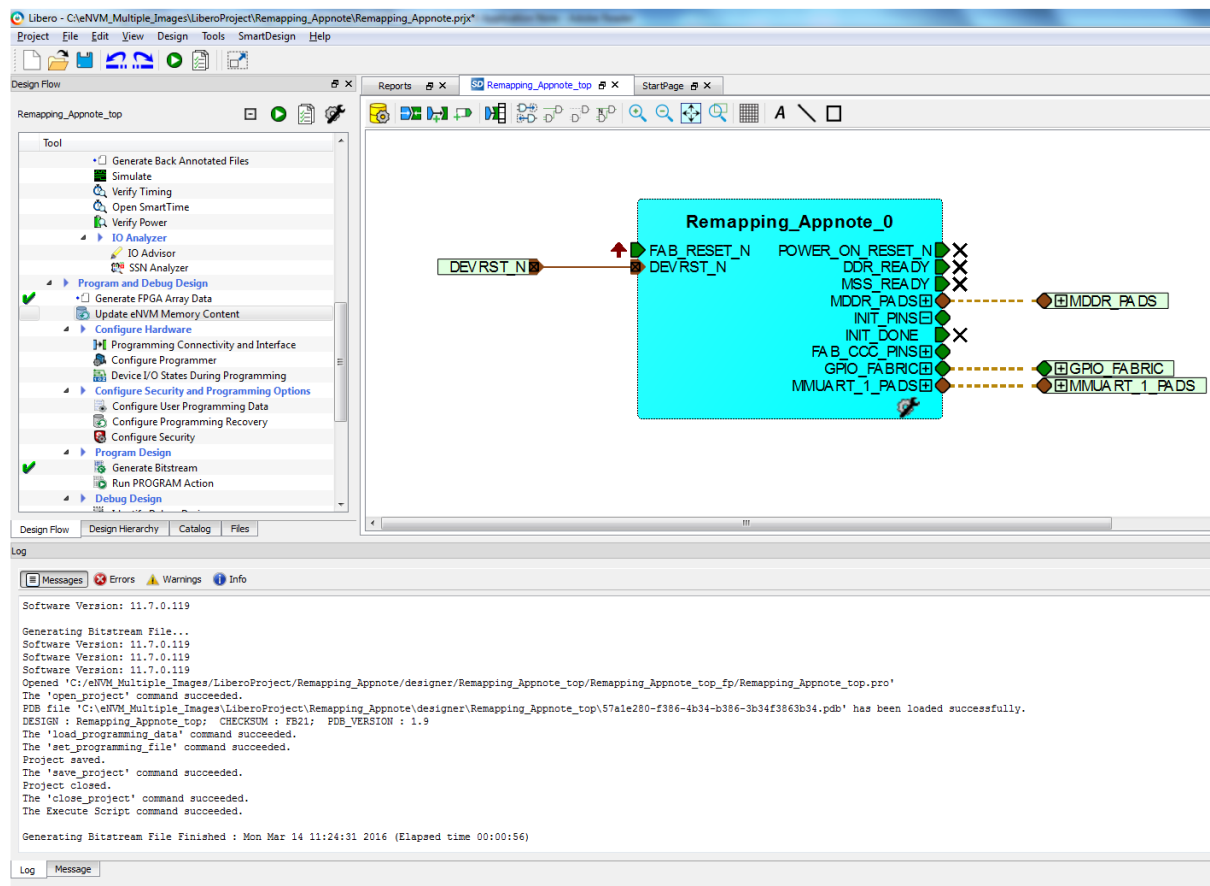 Libero - C:\eNVM_Multiple_Images\LiberoProject\Remapping_Appnote\Remapping_Appnote.prjx*
Project File Edit View Design Tools SmartDesign Help
Design Flow
Reports
SD Remapping_Appnote_top
StartPage
Remapping_Appnote_top
A
Tool
Generate Back Annotated Files
Simulate
Verify Timing
Open SmartTime
Verify Power
IO Analyzer
IO Advisor
SSN Analyzer
Program and Debug Design
Generate FPGA Array Data
Update eNVM Memory Content
Configure Hardware
Programming Connectivity and Interface
Configure Programmer
Device I/O States During Programming
Configure Security and Programming Options
Configure User Programming Data
Configure Programming Recovery
Configure Security
Program Design
Generate Bitstream
Run PROGRAM Action
Debug Design
Design Flow Design Hierarchy Catalog Files
Remapping_Appnote_0
FAB_RESET_N POWER_ON_RESET_N
DEVRST_N DEVRST_N DDR_READY
MSS_READY
MDDR_PADS MDDR_PADS
INIT_PINS
INIT_DONE
FAB_CCC_PINS
GPIO_FABRIC GPIO_FABRIC
MMUART_1_PADS MMUART_1_PADS
Log
Messages Errors Warnings Info
Software Version: 11.7.0.119
Generating Bitstream File...
Software Version: 11.7.0.119
Software Version: 11.7.0.119
Software Version: 11.7.0.119
Opened 'C:/eNVM_Multiple_Images/LiberoProject/Remapping_Appnote/designer/Remapping_Appnote_top/Remapping_Appnote_top_fp/Remapping_Appnote_top.pro'
The 'open_project' command succeeded.
PDB file 'C:\eNVM_Multiple_Images\LiberoProject\Remapping_Appnote\designer\Remapping_Appnote_top\57a1e280-f386-4b34-b386-3b34f3863b34.pdb' has been loaded successfully.
DESIGN : Remapping_Appnote_top; CHECKSUM : FB21; PDB_VERSION : 1.9
The 'load_programming_data' command succeeded.
The 'set_programming_file' command succeeded.
Project saved.
The 'save_project' command succeeded.
Project closed.
The 'close_project' command succeeded.
The Execute Script command succeeded.
Generating Bitstream File Finished : Mon Mar 14 11:24:31 2016 (Elapsed time 00:00:56)
Log Message